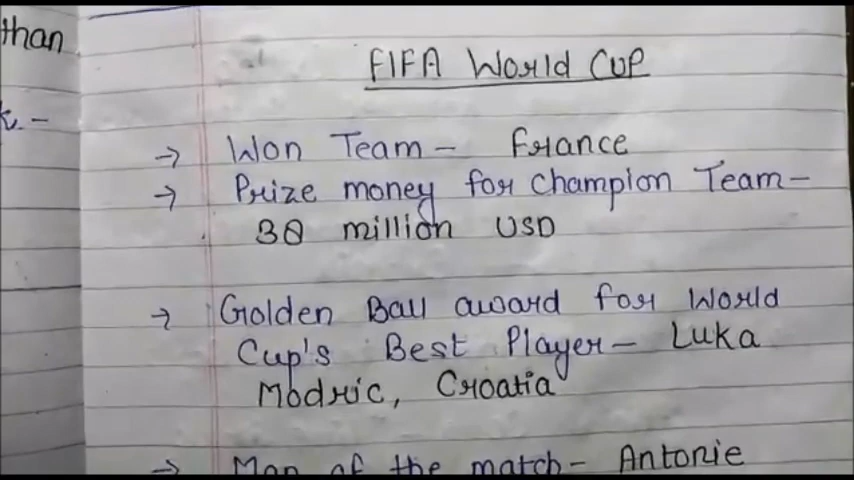 than
k. -
FIFA World Cup
→ Won Team - France
→ Prize money for Champion Team -
38 million USD
→ Golden Ball award for World
Cup's Best Player - Luka
Modric, Croatia
→ Man of the match - Antonie